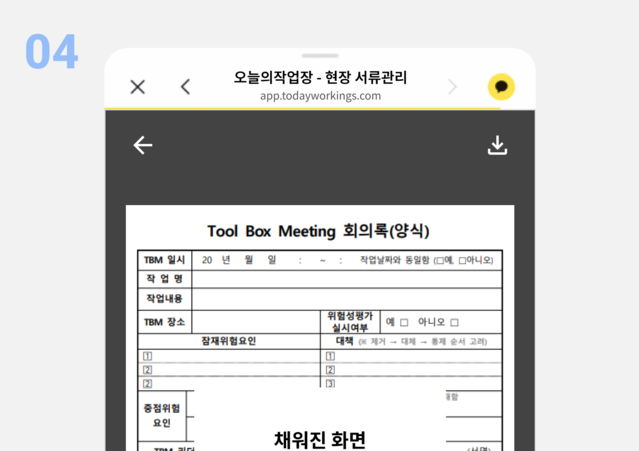 04
오늘의작업장 - 현장 서류관리
app.todayworkings.com
Tool Box Meeting 회의록(양식)
TBM 일시 20 년 월 일 : ~ : 작업날짜와 동일함 (□예, □아니오)
작 업 명
작업내용
TBM 장소 위험성평가 실시여부 예 □ 아니오 □
잠재위험요인 대책 (※ 제거 → 대체 → 통제 순서 고려)
1 1
2 2
2 3
중점위험
요인
채워진 화면
TBM 리더 (서명)